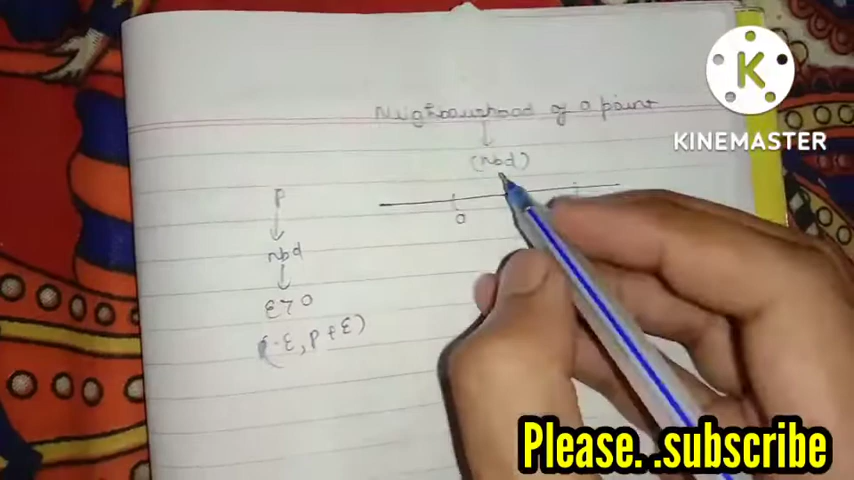 Neighbourhood of a point
(Nbd)
P
Nbd
0
ε > 0
(P-ε, P+ε)
K
KINEMASTER
Please. .subscribe